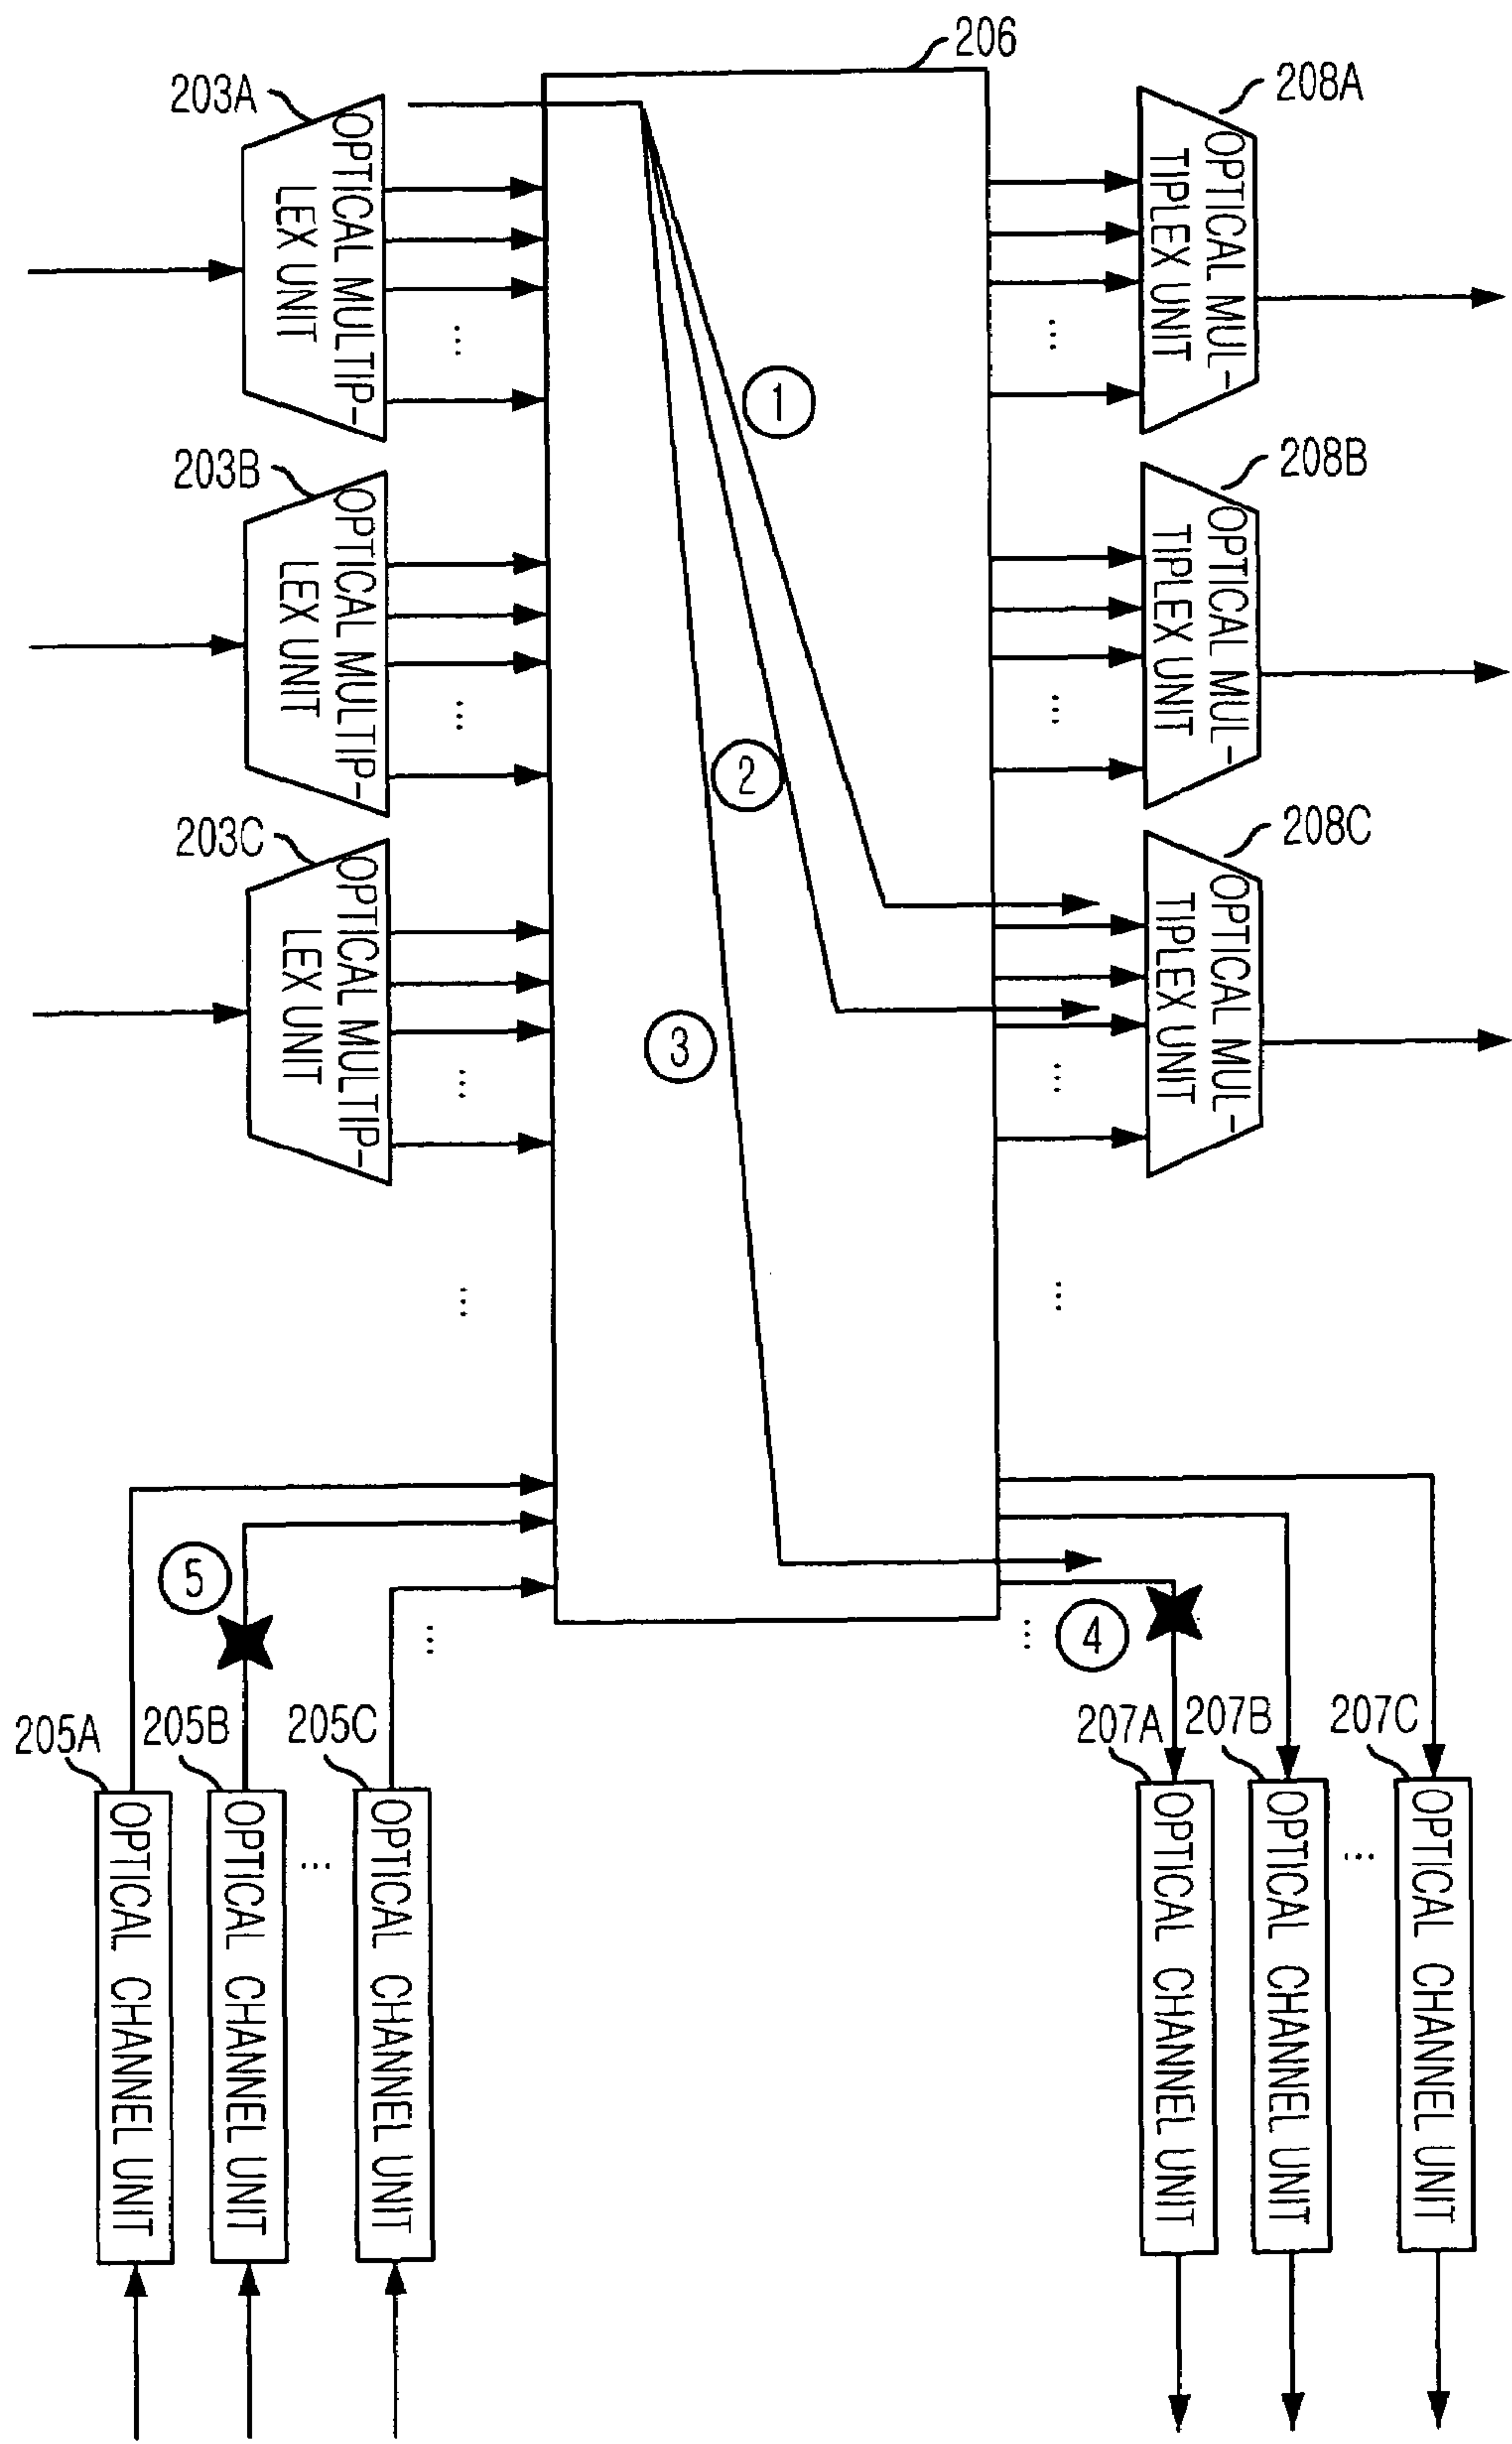 206
203A
OPTICAL MULTIP-
LEX UNIT
208A
OPTICAL MUL-
TIPLEX UNIT
1
203B
OPTICAL MULTIP-
LEX UNIT
208B
OPTICAL MUL-
TIPLEX UNIT
2
203C
OPTICAL MULTIP-
LEX UNIT
208C
OPTICAL MUL-
TIPLEX UNIT
3
5
4
205A
OPTICAL CHANNEL UNIT
205B
OPTICAL CHANNEL UNIT
205C
OPTICAL CHANNEL UNIT
207A
OPTICAL CHANNEL UNIT
207B
OPTICAL CHANNEL UNIT
207C
OPTICAL CHANNEL UNIT